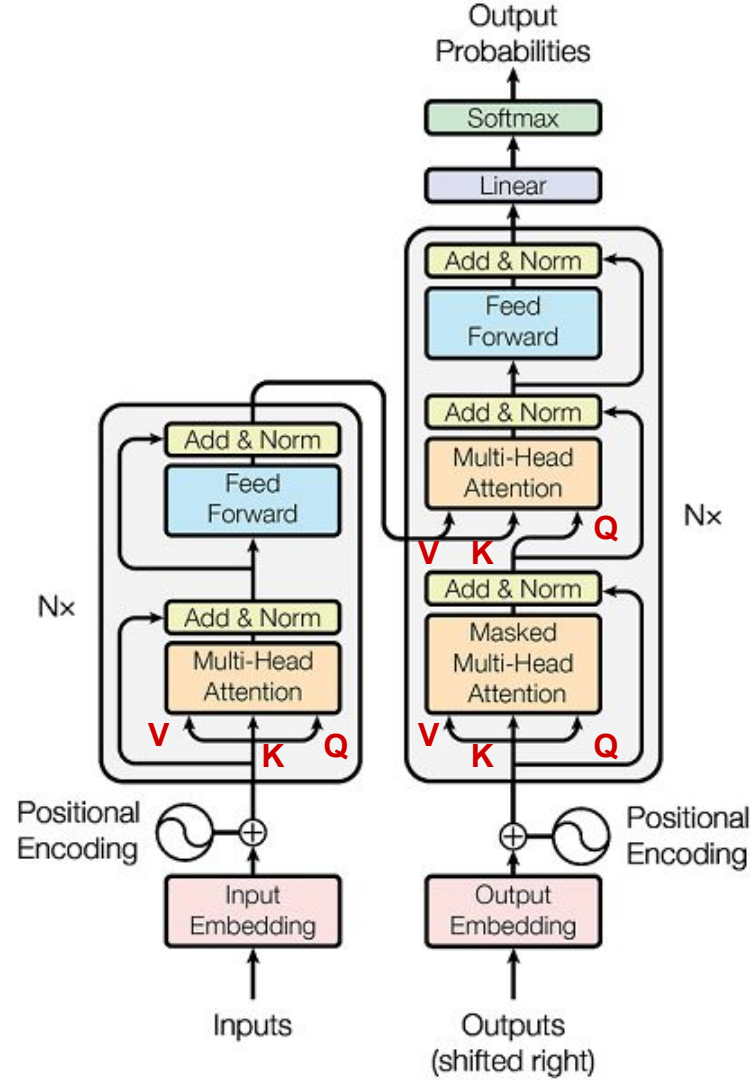 Output
Probabilities
Softmax
Linear
Add & Norm
Feed
Forward
Add & Norm
Multi-Head
Attention
V K Q
Nx
Add & Norm
Masked
Multi-Head
Attention
V K Q
Add & Norm
Feed
Forward
Nx
Add & Norm
Multi-Head
Attention
V K Q
Positional
Encoding
Input
Embedding
Inputs
Positional
Encoding
Output
Embedding
Outputs
(shifted right)